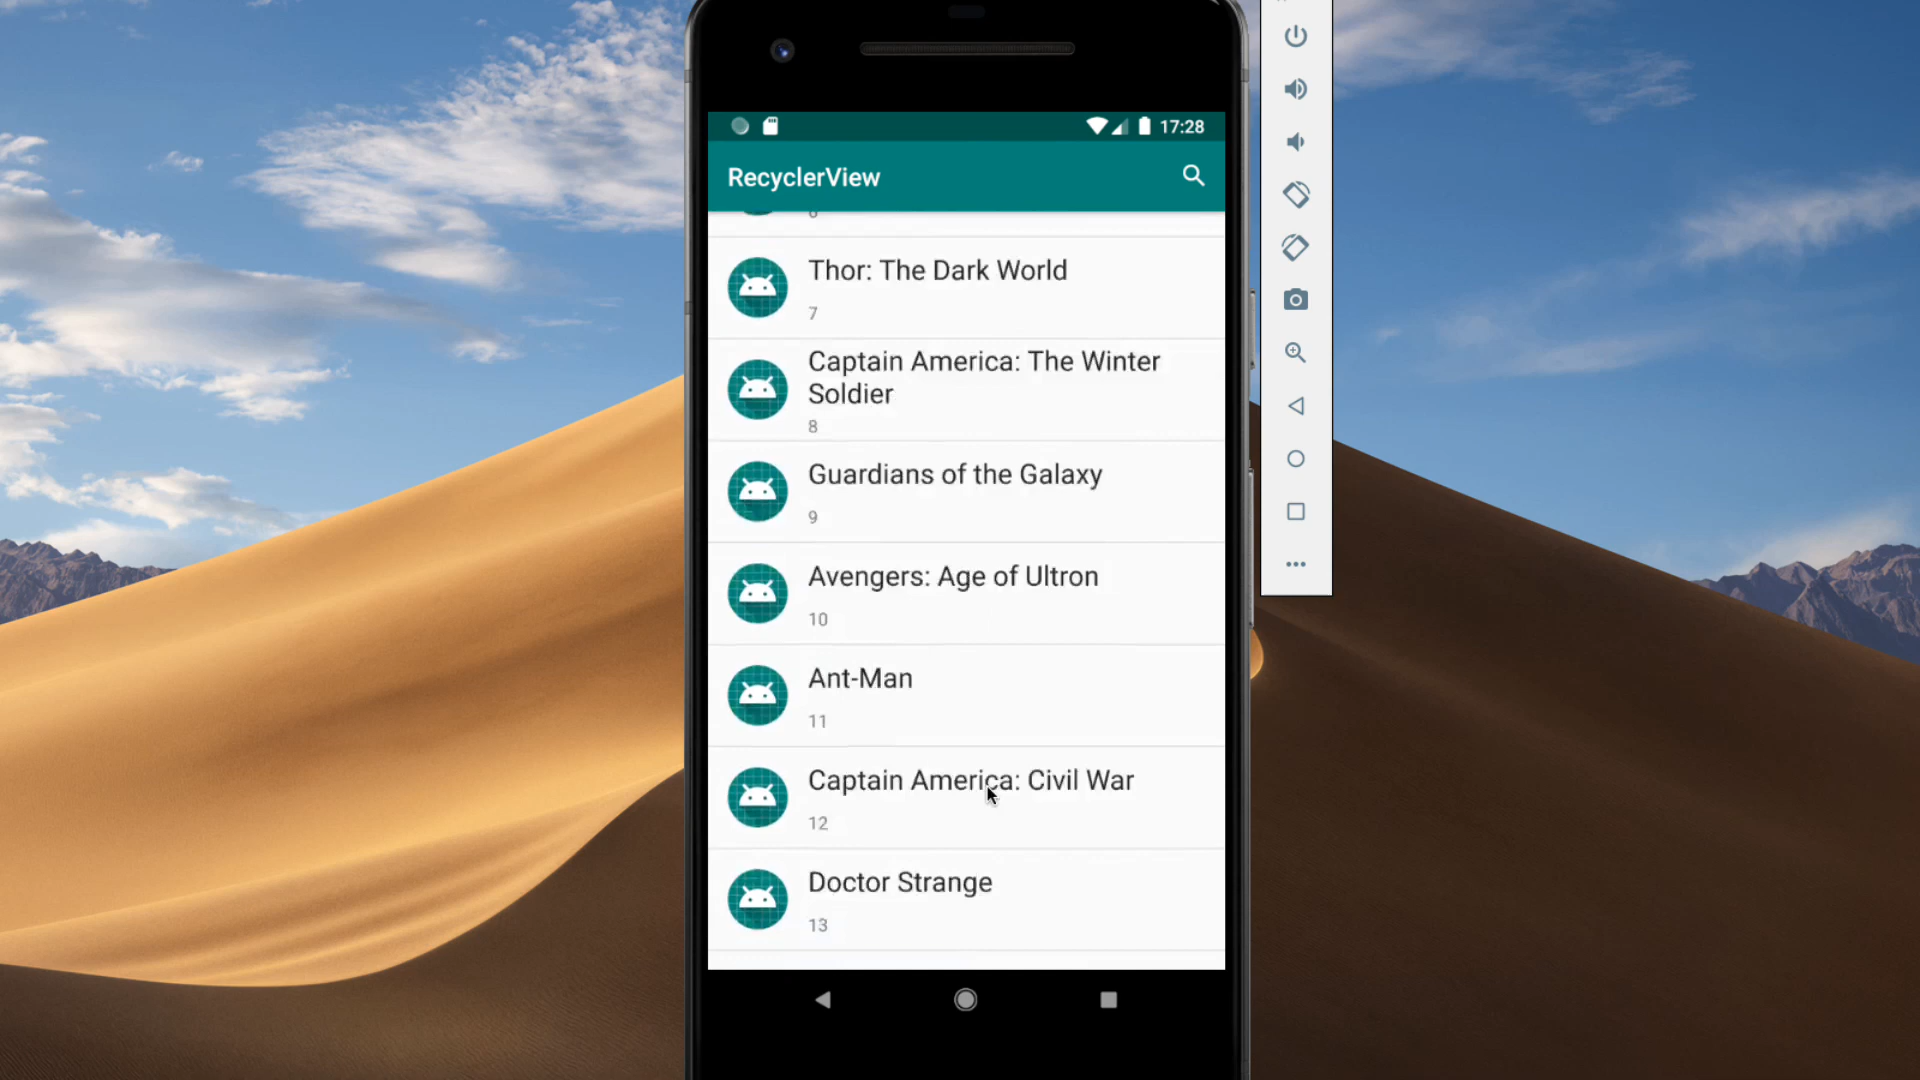 17:28
RecyclerView
Thor: The Dark World
7
Captain America: The Winter
Soldier
8
Guardians of the Galaxy
9
Avengers: Age of Ultron
10
Ant-Man
11
Captain America: Civil War
12
Doctor Strange
13